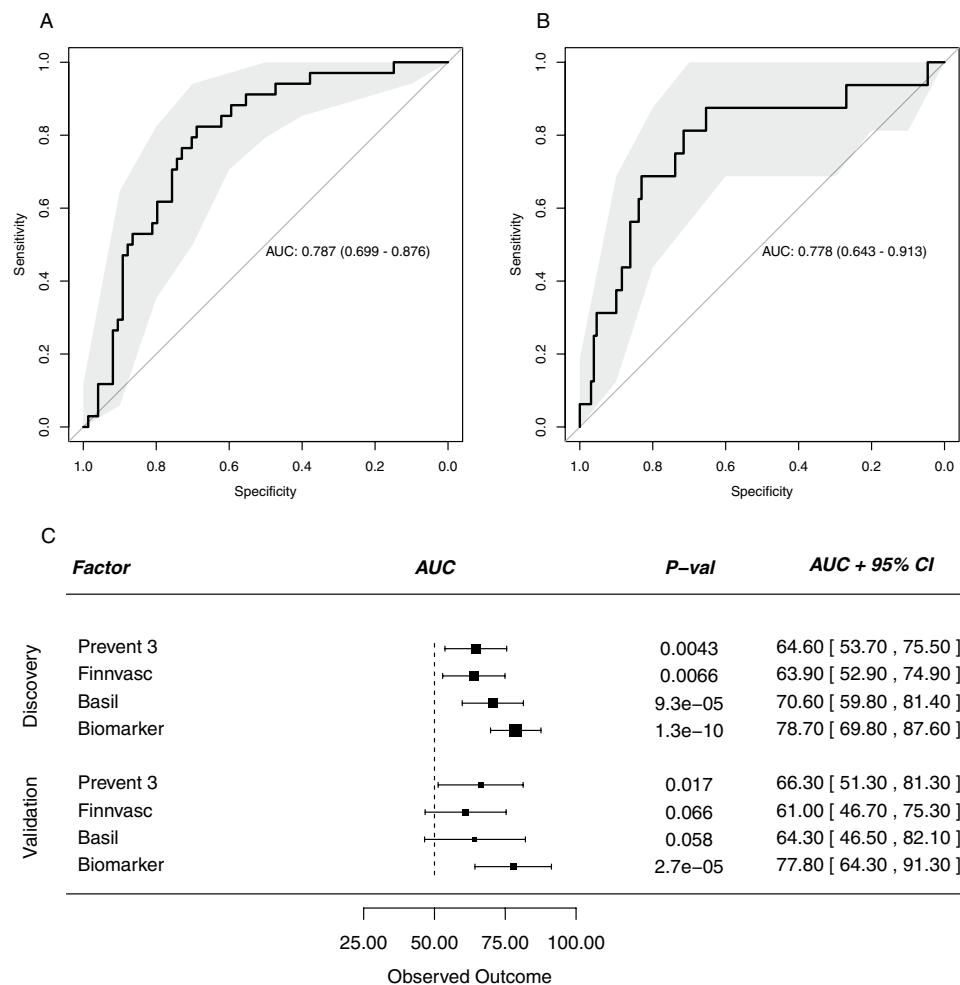 A
B
1.0
0.8
0.6
0.4
0.2
0.0
Sensitivity
AUC: 0.787 (0.699 - 0.876)
1.0 0.8 0.6 0.4 0.2 0.0
Specificity
1.0
0.8
0.6
0.4
0.2
0.0
Sensitivity
AUC: 0.778 (0.643 - 0.913)
1.0 0.8 0.6 0.4 0.2 0.0
Specificity
C
Factor AUC P−val AUC + 95% CI
Discovery
Prevent 3 0.0043 64.60 [ 53.70 , 75.50 ]
Finnvasc 0.0066 63.90 [ 52.90 , 74.90 ]
Basil 9.3e−05 70.60 [ 59.80 , 81.40 ]
Biomarker 1.3e−10 78.70 [ 69.80 , 87.60 ]
Validation
Prevent 3 0.017 66.30 [ 51.30 , 81.30 ]
Finnvasc 0.066 61.00 [ 46.70 , 75.30 ]
Basil 0.058 64.30 [ 46.50 , 82.10 ]
Biomarker 2.7e−05 77.80 [ 64.30 , 91.30 ]
25.00 50.00 75.00 100.00
Observed Outcome